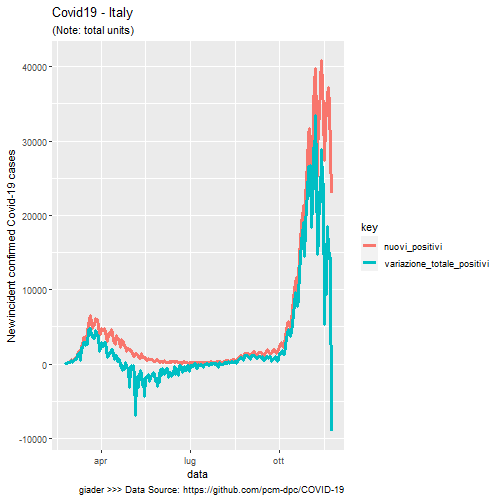 Covid19 - Italy
(Note: total units)
New incident confirmed Covid-19 cases
40000
30000
20000
10000
0
-10000
apr
lug
ott
data
key
nuovi_positivi
variazione_totale_positivi
giader >>> Data Source: https://github.com/pcm-dpc/COVID-19